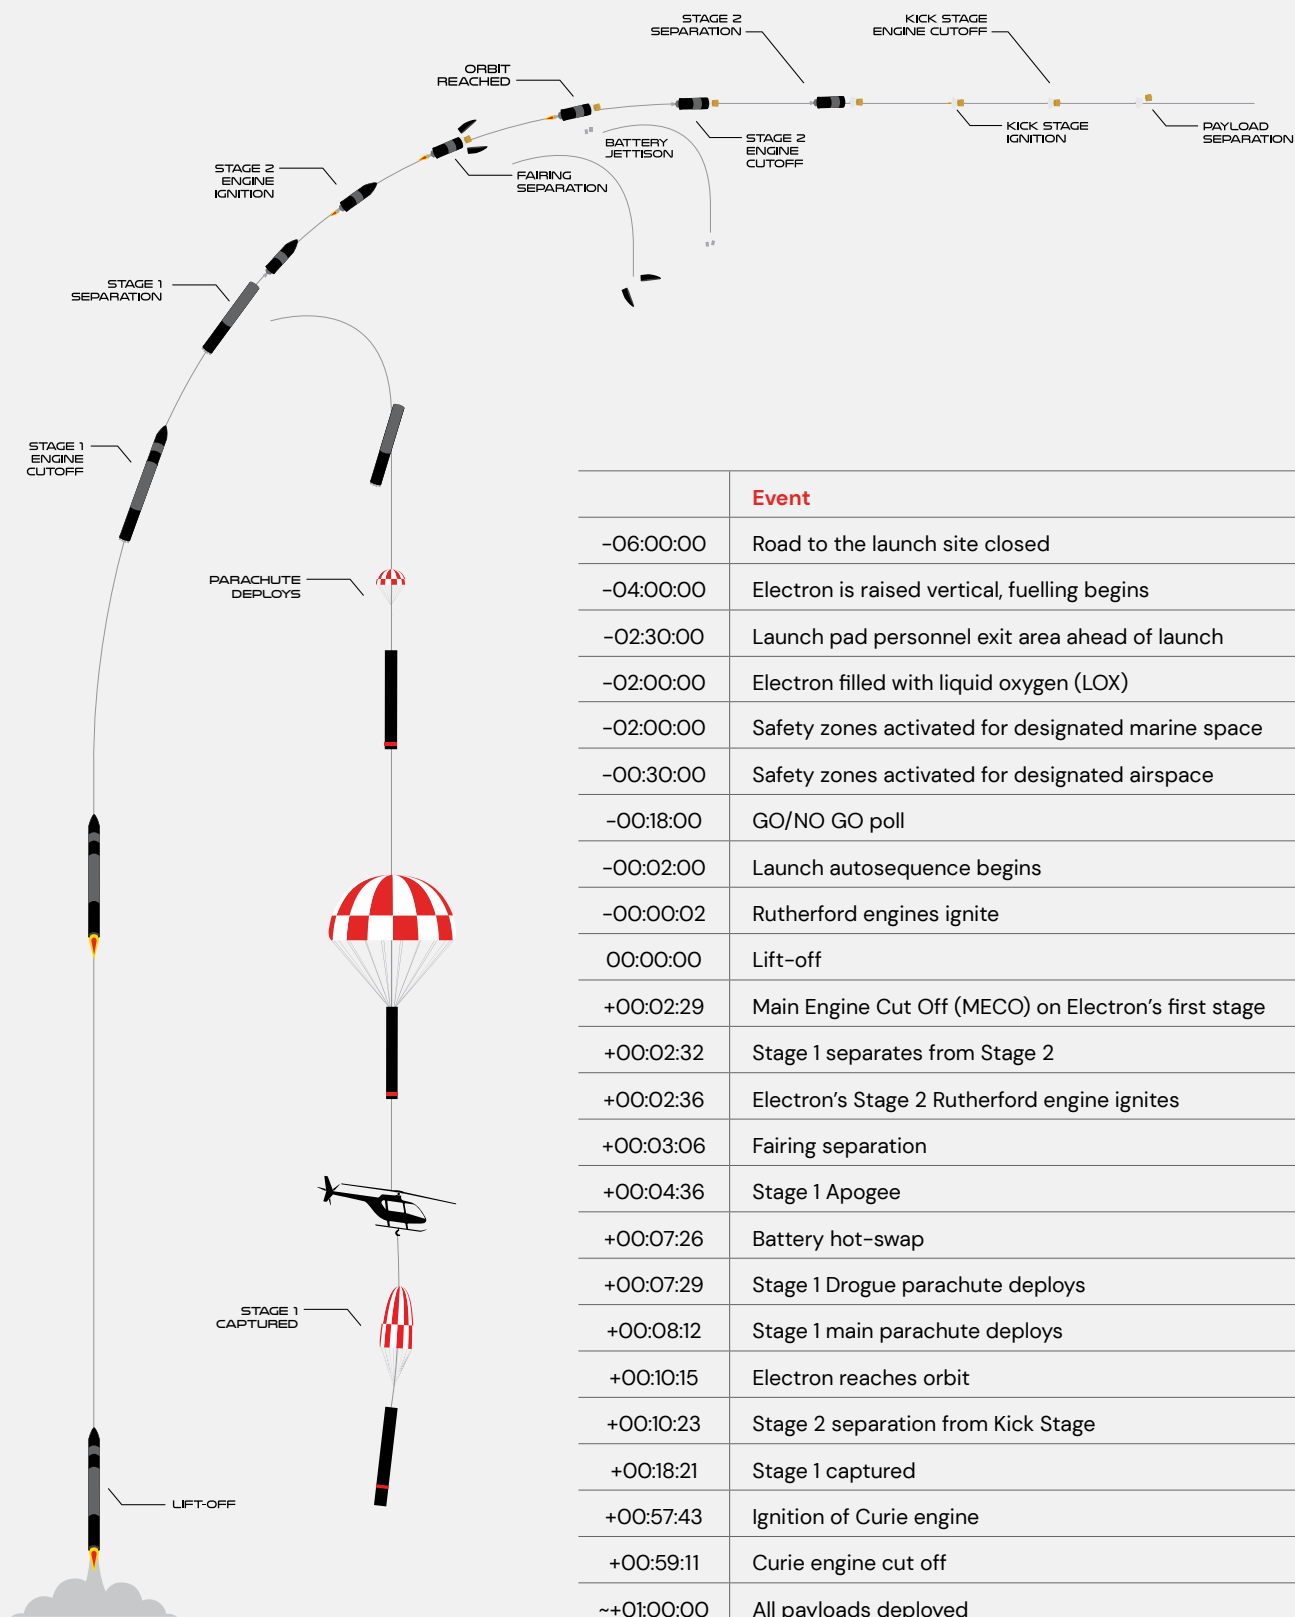 STAGE 2
SEPARATION
KICK STAGE
ENGINE CUTOFF
ORBIT
REACHED
BATTERY
JETTISON
STAGE 2
ENGINE
CUTOFF
KICK STAGE
IGNITION
PAYLOAD
SEPARATION
STAGE 2
ENGINE
IGNITION
FAIRING
SEPARATION
STAGE 1
SEPARATION
STAGE 1
ENGINE
CUTOFF
PARACHUTE
DEPLOYS
STAGE 1
CAPTURED
LIFT-OFF
Event
-06:00:00 Road to the launch site closed
-04:00:00 Electron is raised vertical, fuelling begins
-02:30:00 Launch pad personnel exit area ahead of launch
-02:00:00 Electron filled with liquid oxygen (LOX)
-02:00:00 Safety zones activated for designated marine space
-00:30:00 Safety zones activated for designated airspace
-00:18:00 GO/NO GO poll
-00:02:00 Launch autosequence begins
-00:00:02 Rutherford engines ignite
00:00:00 Lift-off
+00:02:29 Main Engine Cut Off (MECO) on Electron’s first stage
+00:02:32 Stage 1 separates from Stage 2
+00:02:36 Electron’s Stage 2 Rutherford engine ignites
+00:03:06 Fairing separation
+00:04:36 Stage 1 Apogee
+00:07:26 Battery hot-swap
+00:07:29 Stage 1 Drogue parachute deploys
+00:08:12 Stage 1 main parachute deploys
+00:10:15 Electron reaches orbit
+00:10:23 Stage 2 separation from Kick Stage
+00:18:21 Stage 1 captured
+00:57:43 Ignition of Curie engine
+00:59:11 Curie engine cut off
~+01:00:00 All payloads deployed